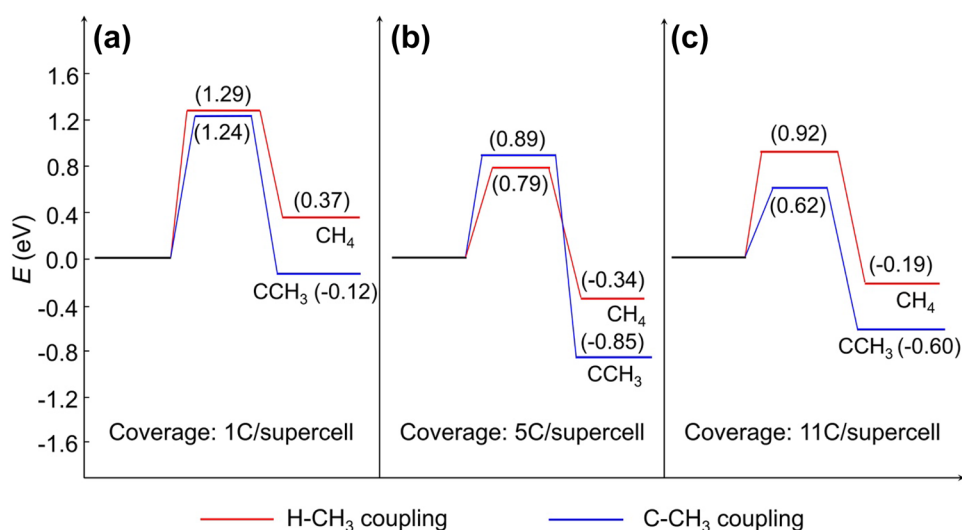 (a)
(b)
(c)
E (eV)
1.6
1.2
0.8
0.4
0.0
-0.4
-0.8
-1.2
-1.6
(1.29)
(1.24)
(0.37)
CH₄
CCH₃ (-0.12)
Coverage: 1C/supercell
(0.89)
(0.79)
(-0.34)
CH₄
(-0.85)
CCH₃
Coverage: 5C/supercell
(0.92)
(0.62)
(-0.19)
CH₄
CCH₃ (-0.60)
Coverage: 11C/supercell
H-CH₃ coupling
C-CH₃ coupling